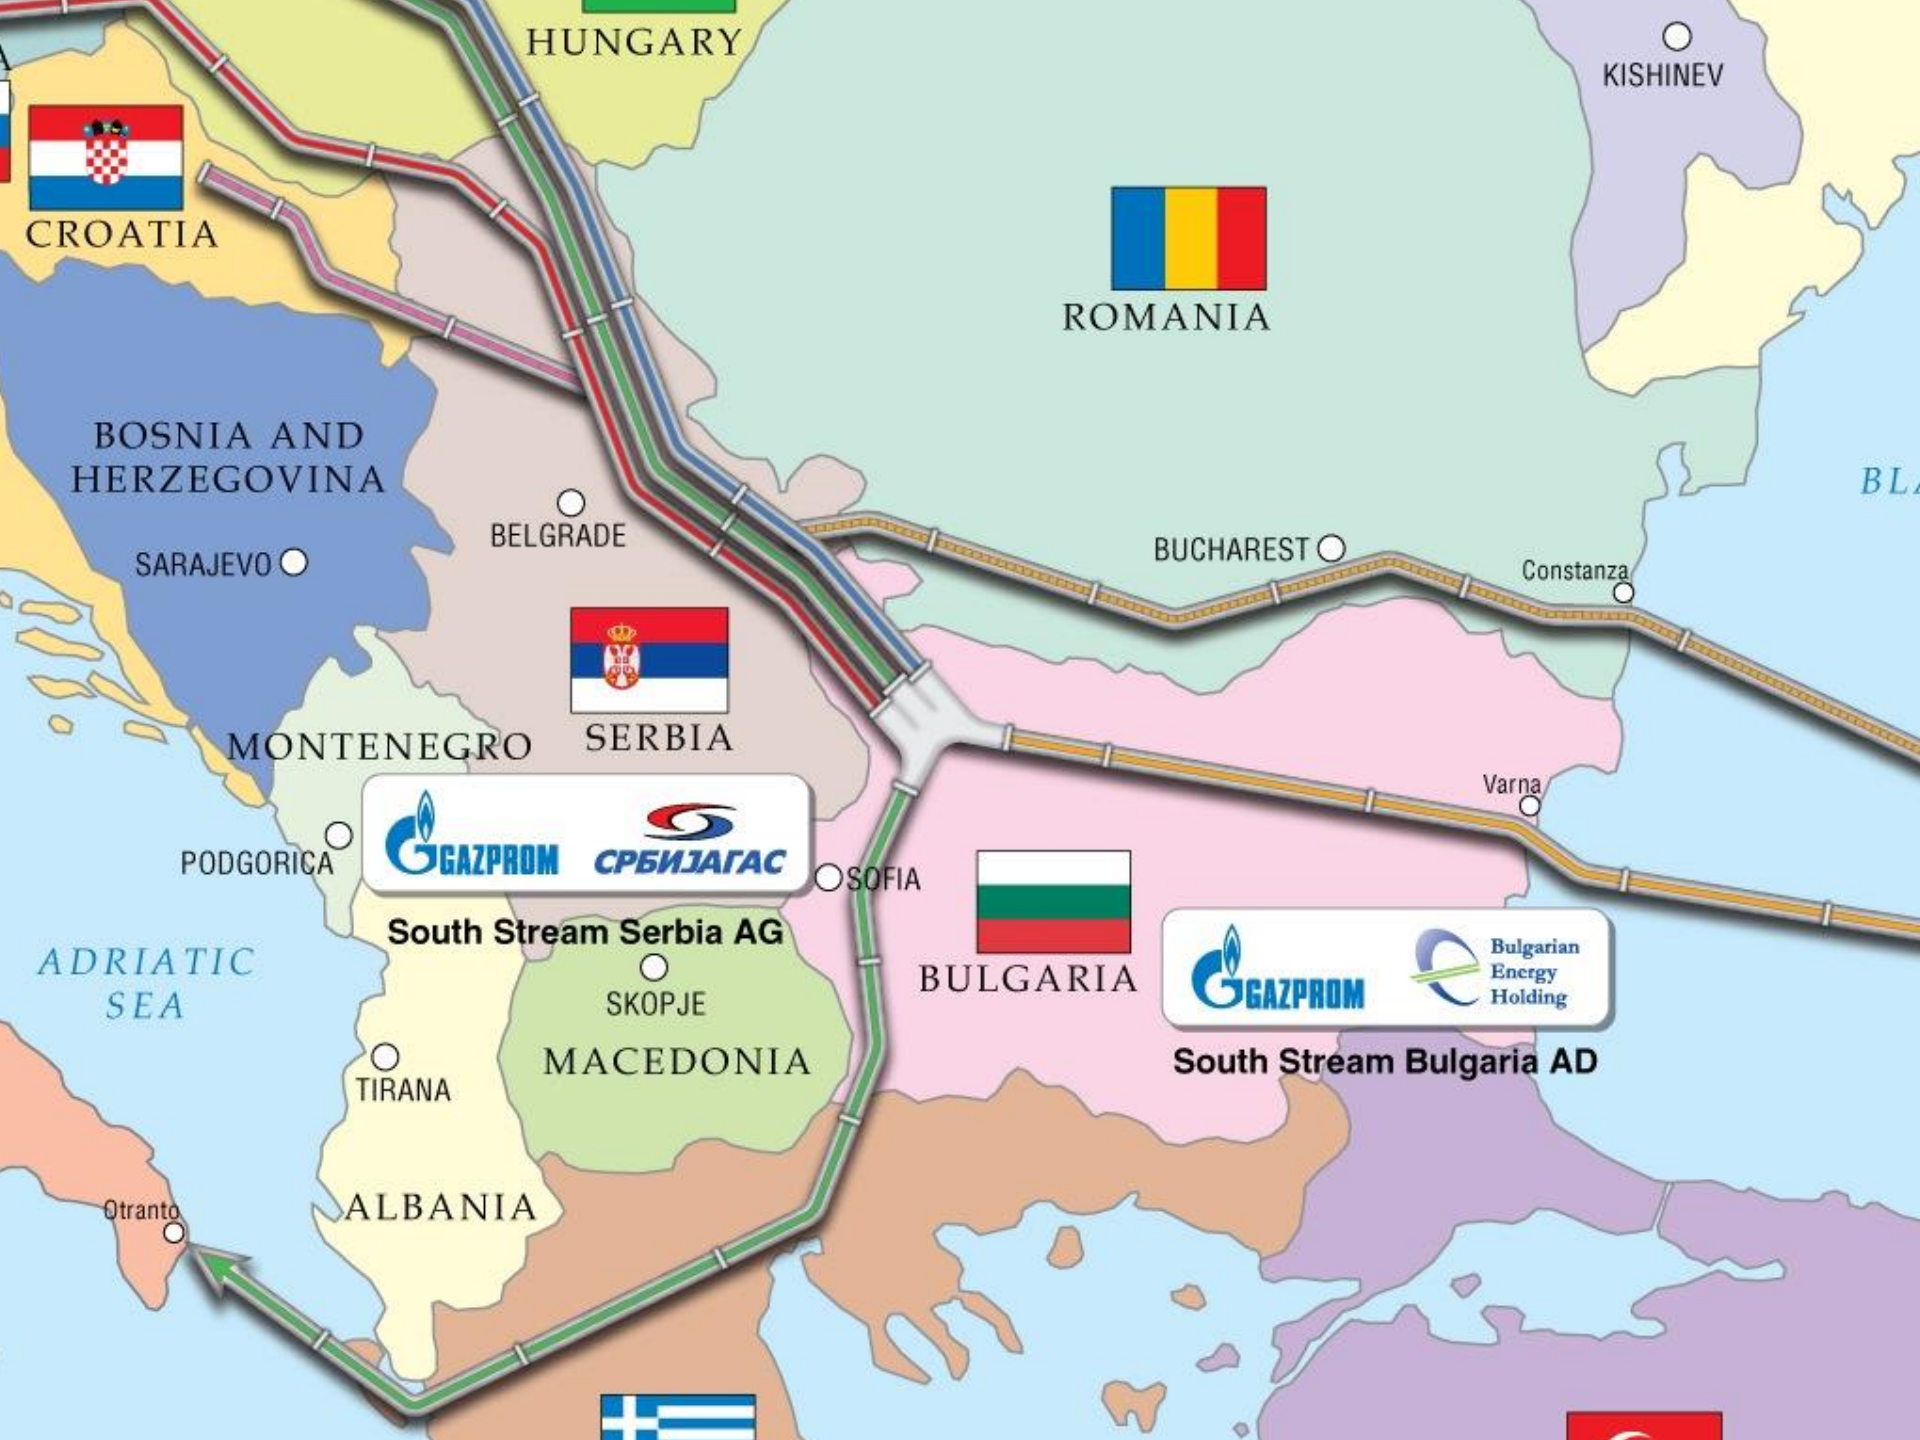 HUNGARY
KISHINEV
CROATIA
ROMANIA
BLA
BOSNIA AND
HERZEGOVINA
BELGRADE
SARAJEVO
BUCHAREST
Constanza
SERBIA
MONTENEGRO
Varna
GAZPROM
СРБИЈАГАС
PODGORICA
SOFIA
South Stream Serbia AG
ADRIATIC
SEA
BULGARIA
GAZPROM
Bulgarian
Energy
Holding
SKOPJE
MACEDONIA
South Stream Bulgaria AD
TIRANA
ALBANIA
Otranto